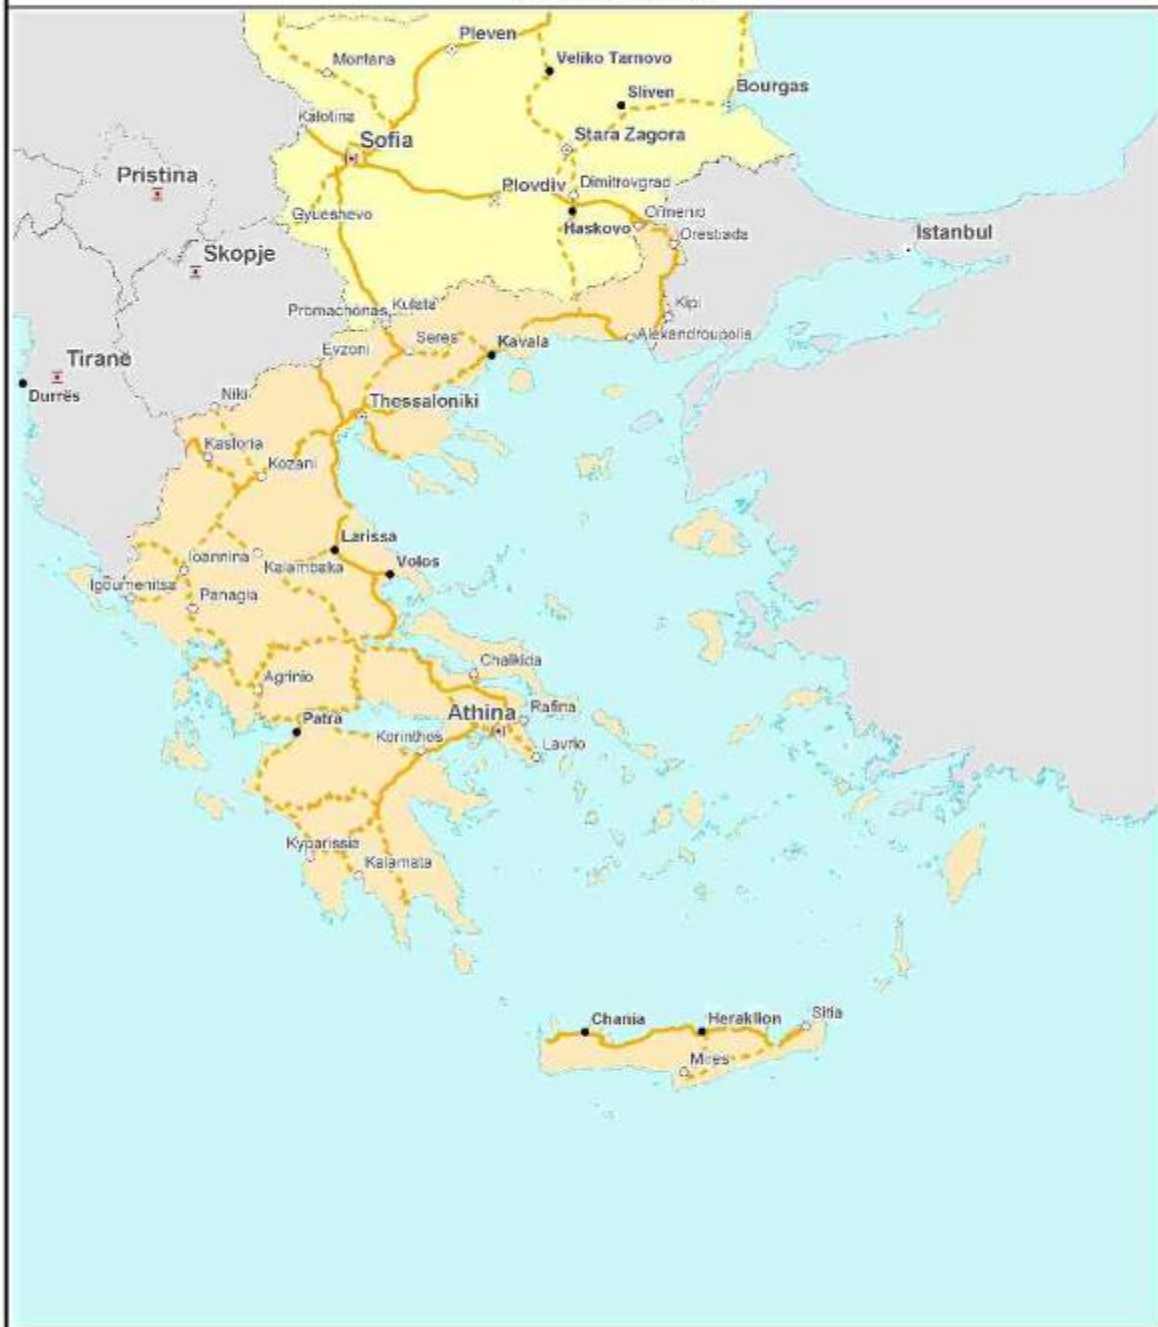 Pleven
Montana
Veliko Tarnovo
Sliven
Bourgas
Kalotina
Sofia
Stara Zagora
Pristina
Plovdiv
Dimitrovgrad
Gyueshevo
Haskovo
Ormenio
Orestiada
Istanbul
Skopje
Promachonas
Kulata
Kipi
Seres
Kavala
Alexandroupolis
Evzoni
Tirane
Durrës
Niki
Thessaloniki
Kastoria
Kozani
Larissa
Ioannina
Kalambaka
Volos
Igoumenitsa
Panagia
Chalkida
Agrinio
Athina
Rafina
Patra
Korinthos
Lavrio
Kyparissia
Kalamata
Chania
Heraklion
Sitia
Mires